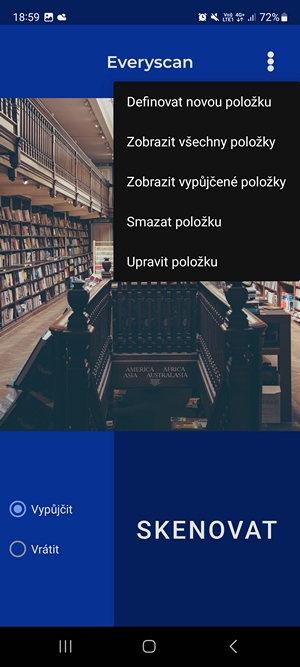 18:59 72%
Everyscan
Definovat novou položku
Zobrazit všechny položky
Zobrazit vypůjčené položky
Smazat položku
Upravit položku
AMERICA AFRICA
ASIA AUSTRALASIA
Vypůjčit
Vrátit
SKENOVAT